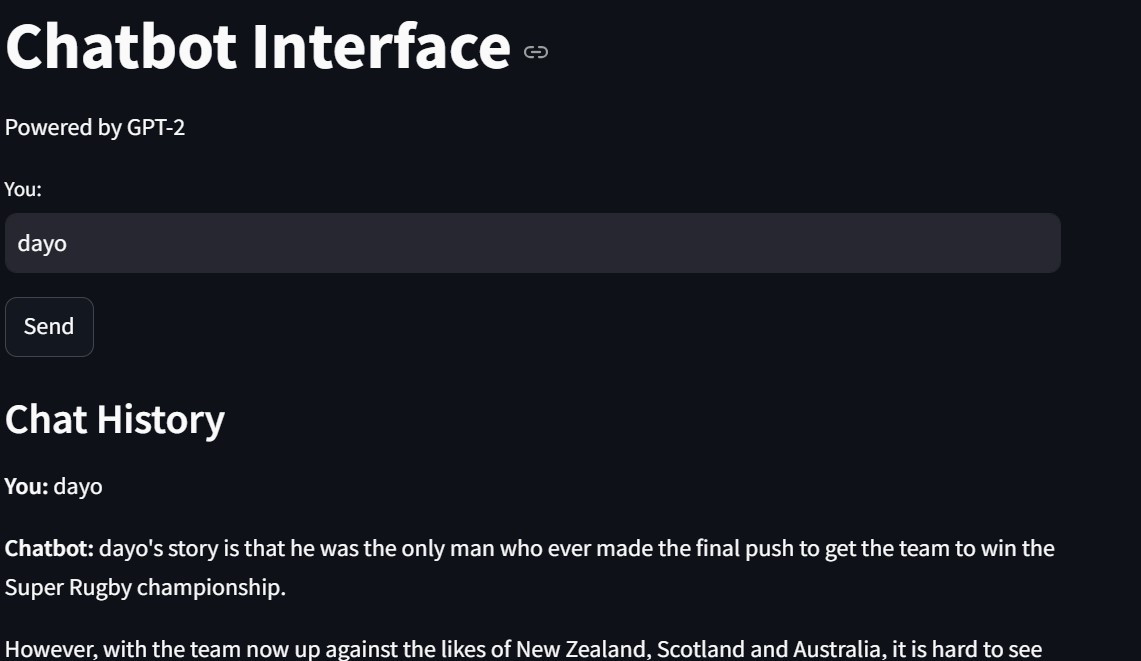 Chatbot Interface
Powered by GPT-2
You:
dayo
Send
Chat History
You: dayo
Chatbot: dayo's story is that he was the only man who ever made the final push to get the team to win the
Super Rugby championship.
However, with the team now up against the likes of New Zealand, Scotland and Australia, it is hard to see